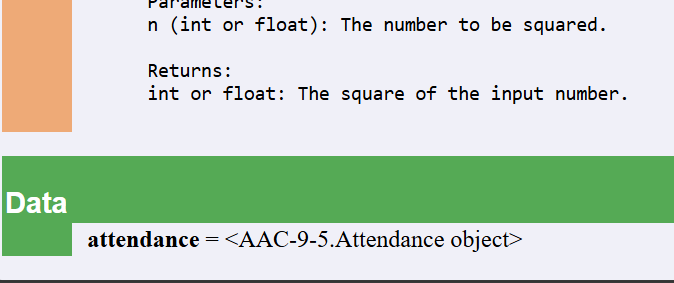 Parameters:
n (int or float): The number to be squared.
Returns:
int or float: The square of the input number.
Data
attendance = <AAC-9-5.Attendance object>